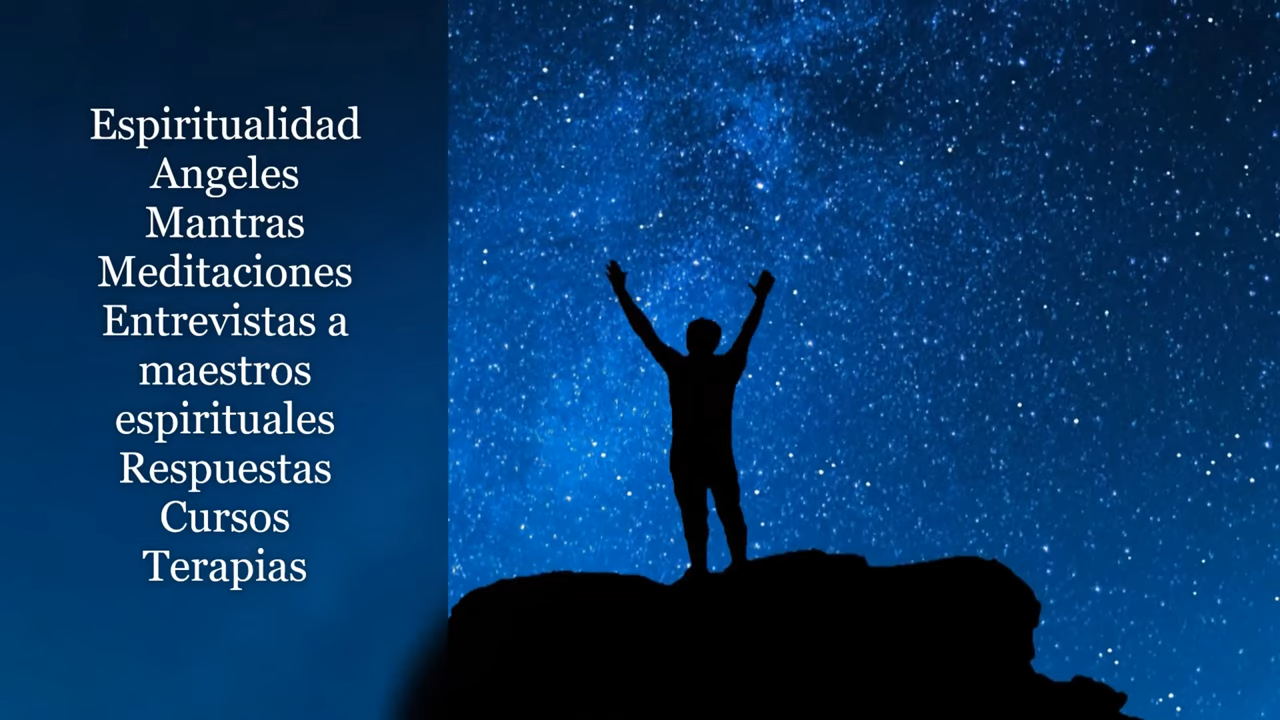 Espiritualidad
Angeles
Mantras
Meditaciones
Entrevistas a
maestros
espirituales
Respuestas
Cursos
Terapias